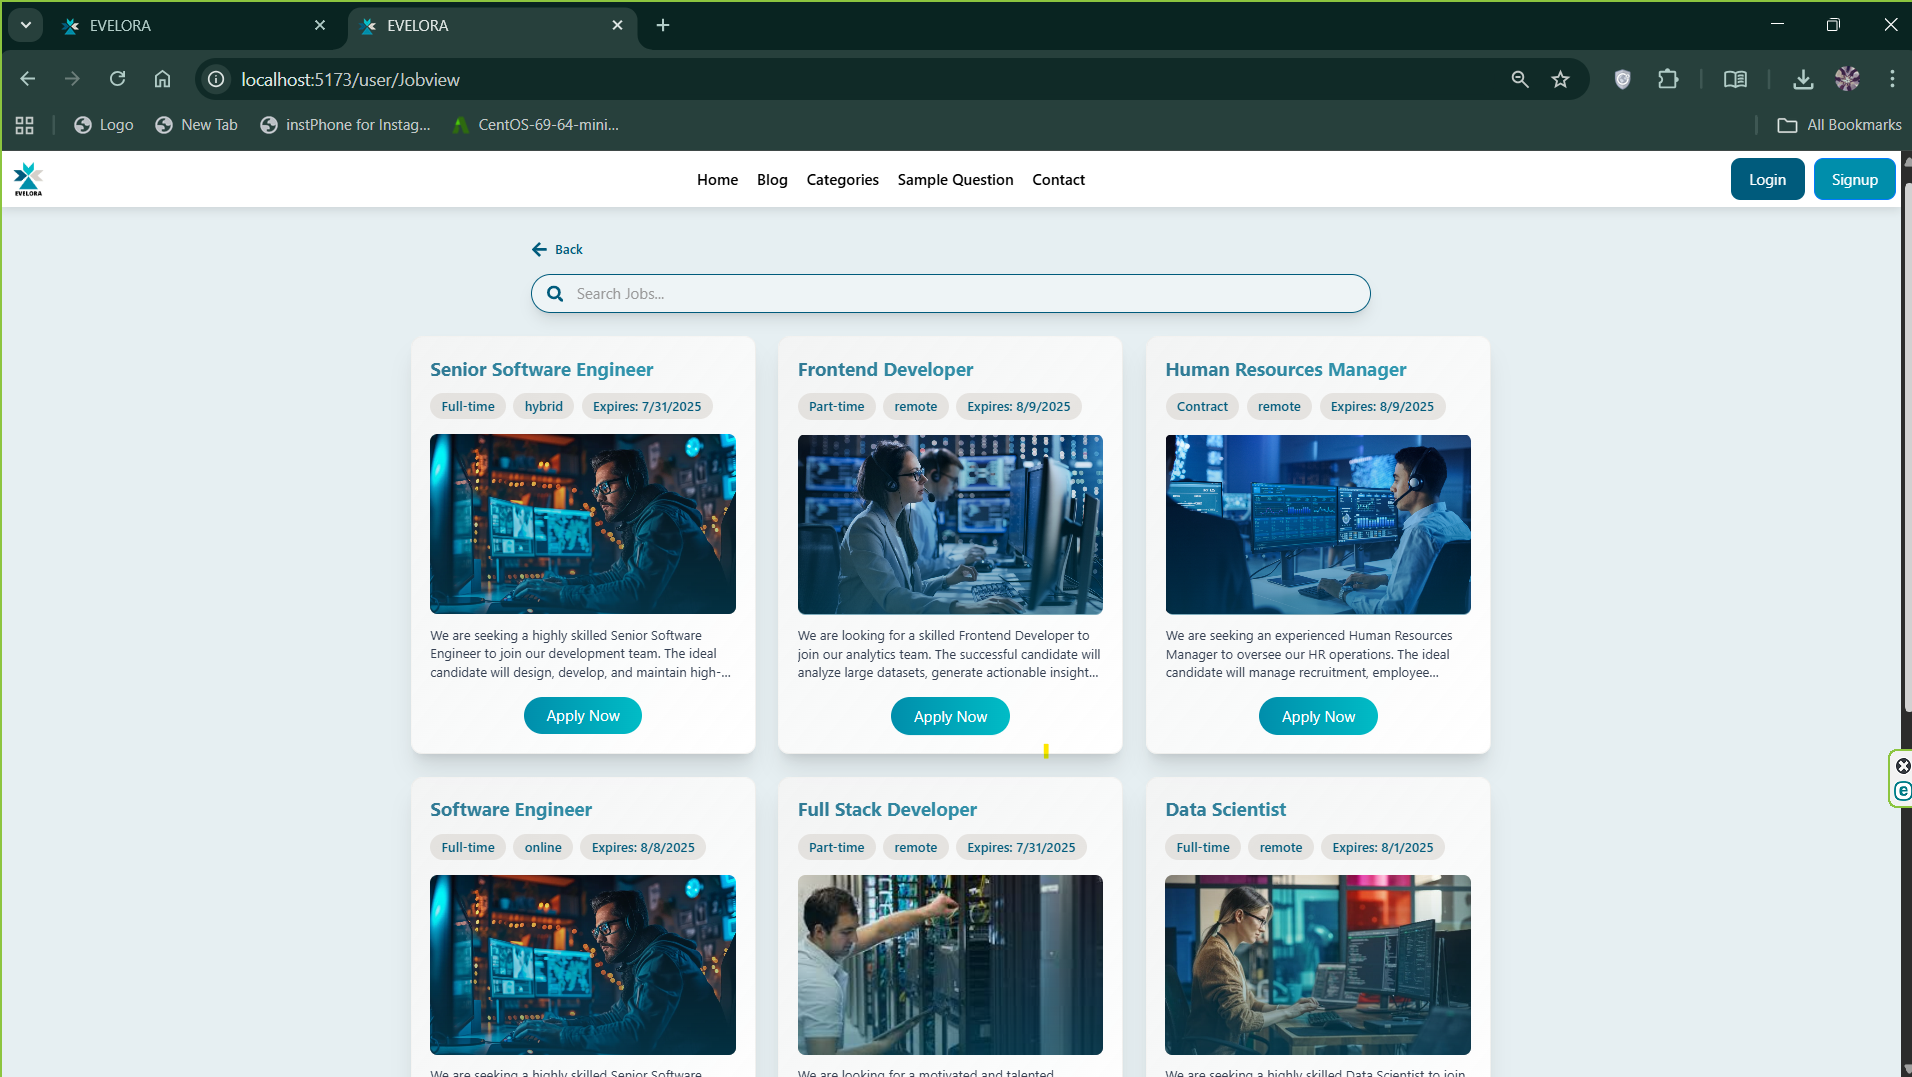 EVELORA
EVELORA
localhost:5173/user/Jobview
Logo
New Tab
instPhone for Instag...
CentOS-69-64-mini...
All Bookmarks
EVELORA
Home
Blog
Categories
Sample Question
Contact
Login
Signup
Back
Search Jobs...
Senior Software Engineer
Full-time
hybrid
Expires: 7/31/2025
We are seeking a highly skilled Senior Software
Engineer to join our development team. The ideal
candidate will design, develop, and maintain high-...
Apply Now
Frontend Developer
Part-time
remote
Expires: 8/9/2025
We are looking for a skilled Frontend Developer to
join our analytics team. The successful candidate will
analyze large datasets, generate actionable insight...
Apply Now
Human Resources Manager
Contract
remote
Expires: 8/9/2025
We are seeking an experienced Human Resources
Manager to oversee our HR operations. The ideal
candidate will manage recruitment, employee...
Apply Now
Software Engineer
Full-time
online
Expires: 8/8/2025
We are seeking a highly skilled Senior Software
Full Stack Developer
Part-time
remote
Expires: 7/31/2025
We are looking for a motivated and talented
Data Scientist
Full-time
remote
Expires: 8/1/2025
We are seeking a highly skilled Data Scientist to join